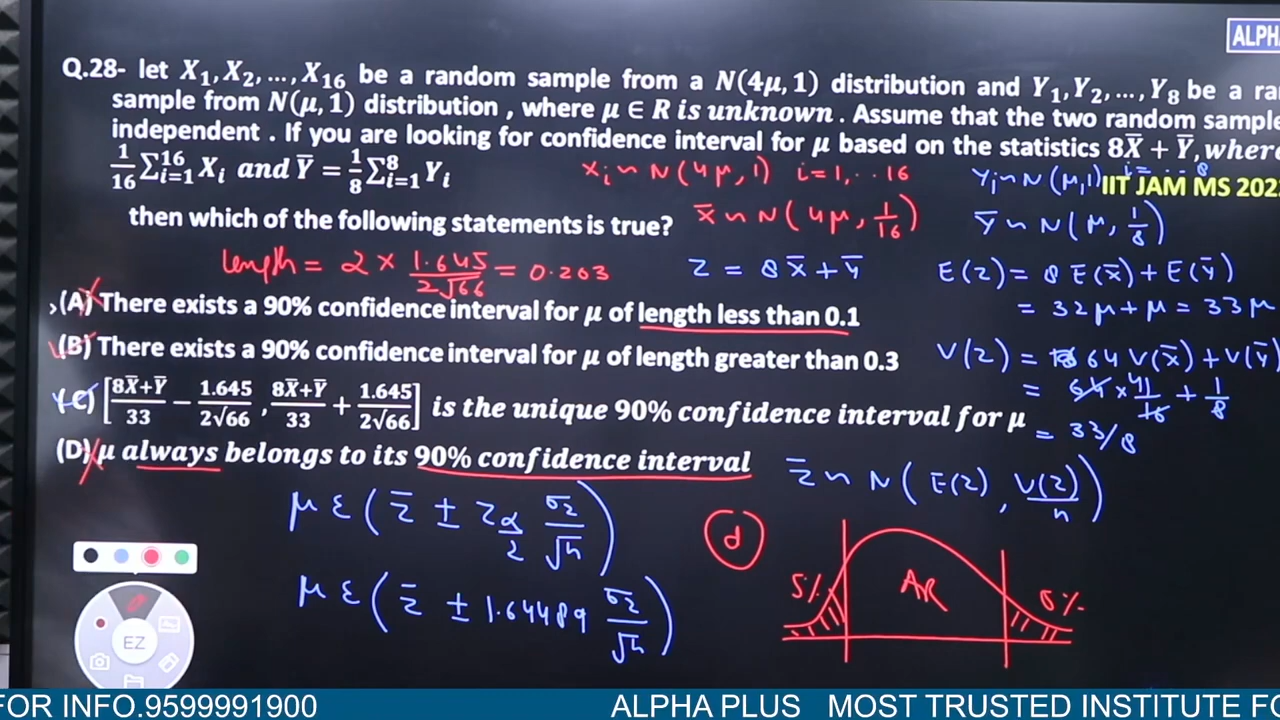 ALPH
Q.28- let X₁, X₂, ..., X₁₆ be a random sample from a N(4μ, 1) distribution and Y₁, Y₂, ..., Y₈ be a ra
sample from N(μ, 1) distribution , where μ ∈ R is unknown . Assume that the two random sample
independent . If you are looking for confidence interval for μ based on the statistics 8X̄ + Ȳ, where
1/16 ∑ᵢ₌₁¹⁶ Xᵢ and Ȳ = 1/8 ∑ᵢ₌₁⁸ Yᵢ
Xᵢ ~ N(4μ, 1) i = 1, .. 16
Yᵢ ~ N(μ, 1) i = .. 8
IIT JAM MS 202
then which of the following statements is true?
X̄ ~ N(4μ, 1/16)
Ȳ ~ N(μ, 1/8)
length = 2 × 1.645/2√66 = 0.203
Z = 8X̄ + Ȳ
E(Z) = 8 E(X̄) + E(Ȳ)
= 32μ + μ = 33μ
(A) There exists a 90% confidence interval for μ of length less than 0.1
(B) There exists a 90% confidence interval for μ of length greater than 0.3
V(Z) = 64 V(X̄) + V(Ȳ)
(C) [8X̄+Ȳ/33 − 1.645/2√66 , 8X̄+Ȳ/33 + 1.645/2√66] is the unique 90% confidence interval for μ
= 64 × 1/16 + 1/8
= 33/8
(D) μ always belongs to its 90% confidence interval
Z̄ ~ N(E(Z), V(Z)/n)
μ ε (Z̄ ± Z α/2 σz/√n)
d
5% AR 5%
μ ε (Z̄ ± 1.64489 σz/√n)
EZ
FOR INFO.9599991900 ALPHA PLUS MOST TRUSTED INSTITUTE FO